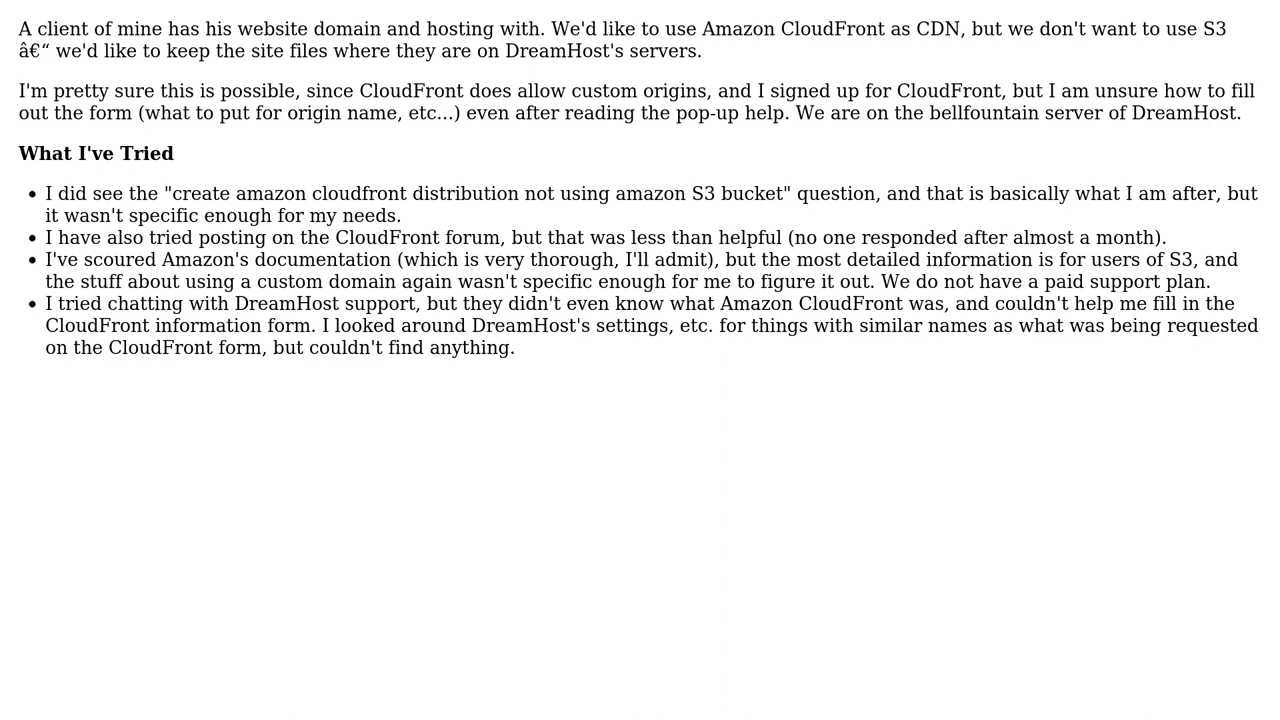 A client of mine has his website domain and hosting with. We'd like to use Amazon CloudFront as CDN, but we don't want to use S3
â€“ we'd like to keep the site files where they are on DreamHost's servers.
I'm pretty sure this is possible, since CloudFront does allow custom origins, and I signed up for CloudFront, but I am unsure how to fill
out the form (what to put for origin name, etc...) even after reading the pop-up help. We are on the bellfountain server of DreamHost.
What I've Tried
• I did see the "create amazon cloudfront distribution not using amazon S3 bucket" question, and that is basically what I am after, but
it wasn't specific enough for my needs.
• I have also tried posting on the CloudFront forum, but that was less than helpful (no one responded after almost a month).
• I've scoured Amazon's documentation (which is very thorough, I'll admit), but the most detailed information is for users of S3, and
the stuff about using a custom domain again wasn't specific enough for me to figure it out. We do not have a paid support plan.
• I tried chatting with DreamHost support, but they didn't even know what Amazon CloudFront was, and couldn't help me fill in the
CloudFront information form. I looked around DreamHost's settings, etc. for things with similar names as what was being requested
on the CloudFront form, but couldn't find anything.